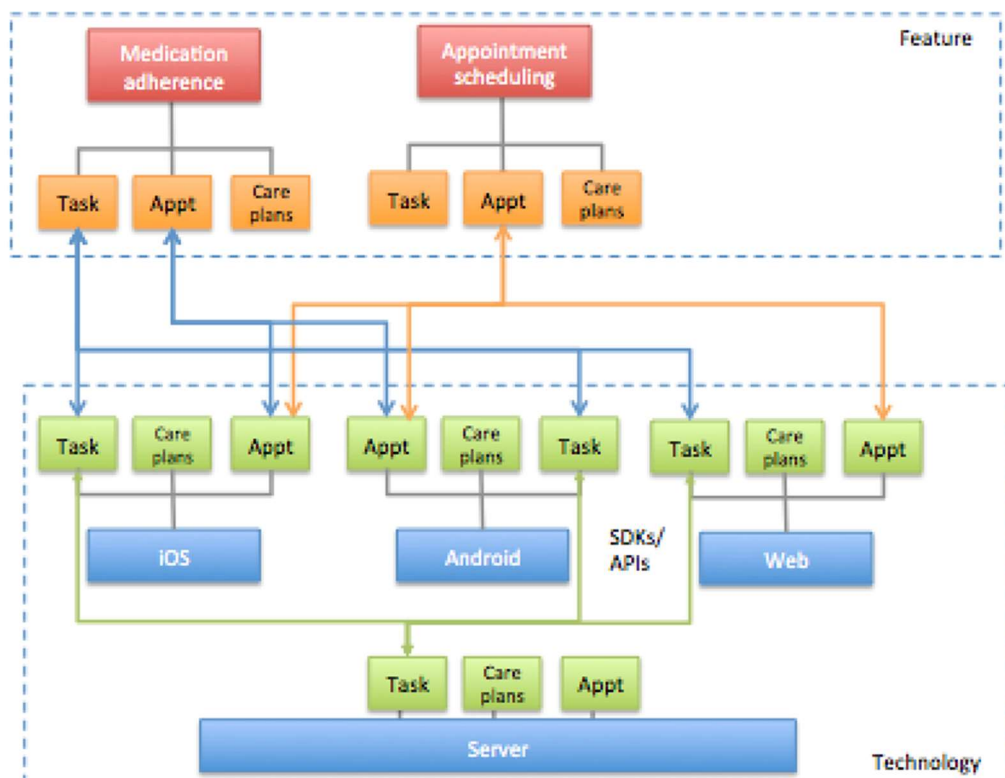 Feature
Medication
adherence
Appointment
scheduling
Task
Appt
Care
plans
Task
Appt
Care
plans
Task
Care
plans
Appt
Appt
Care
plans
Task
Task
Care
plans
Appt
iOS
Android
SDKs/
APIs
Web
Task
Care
plans
Appt
Server
Technology